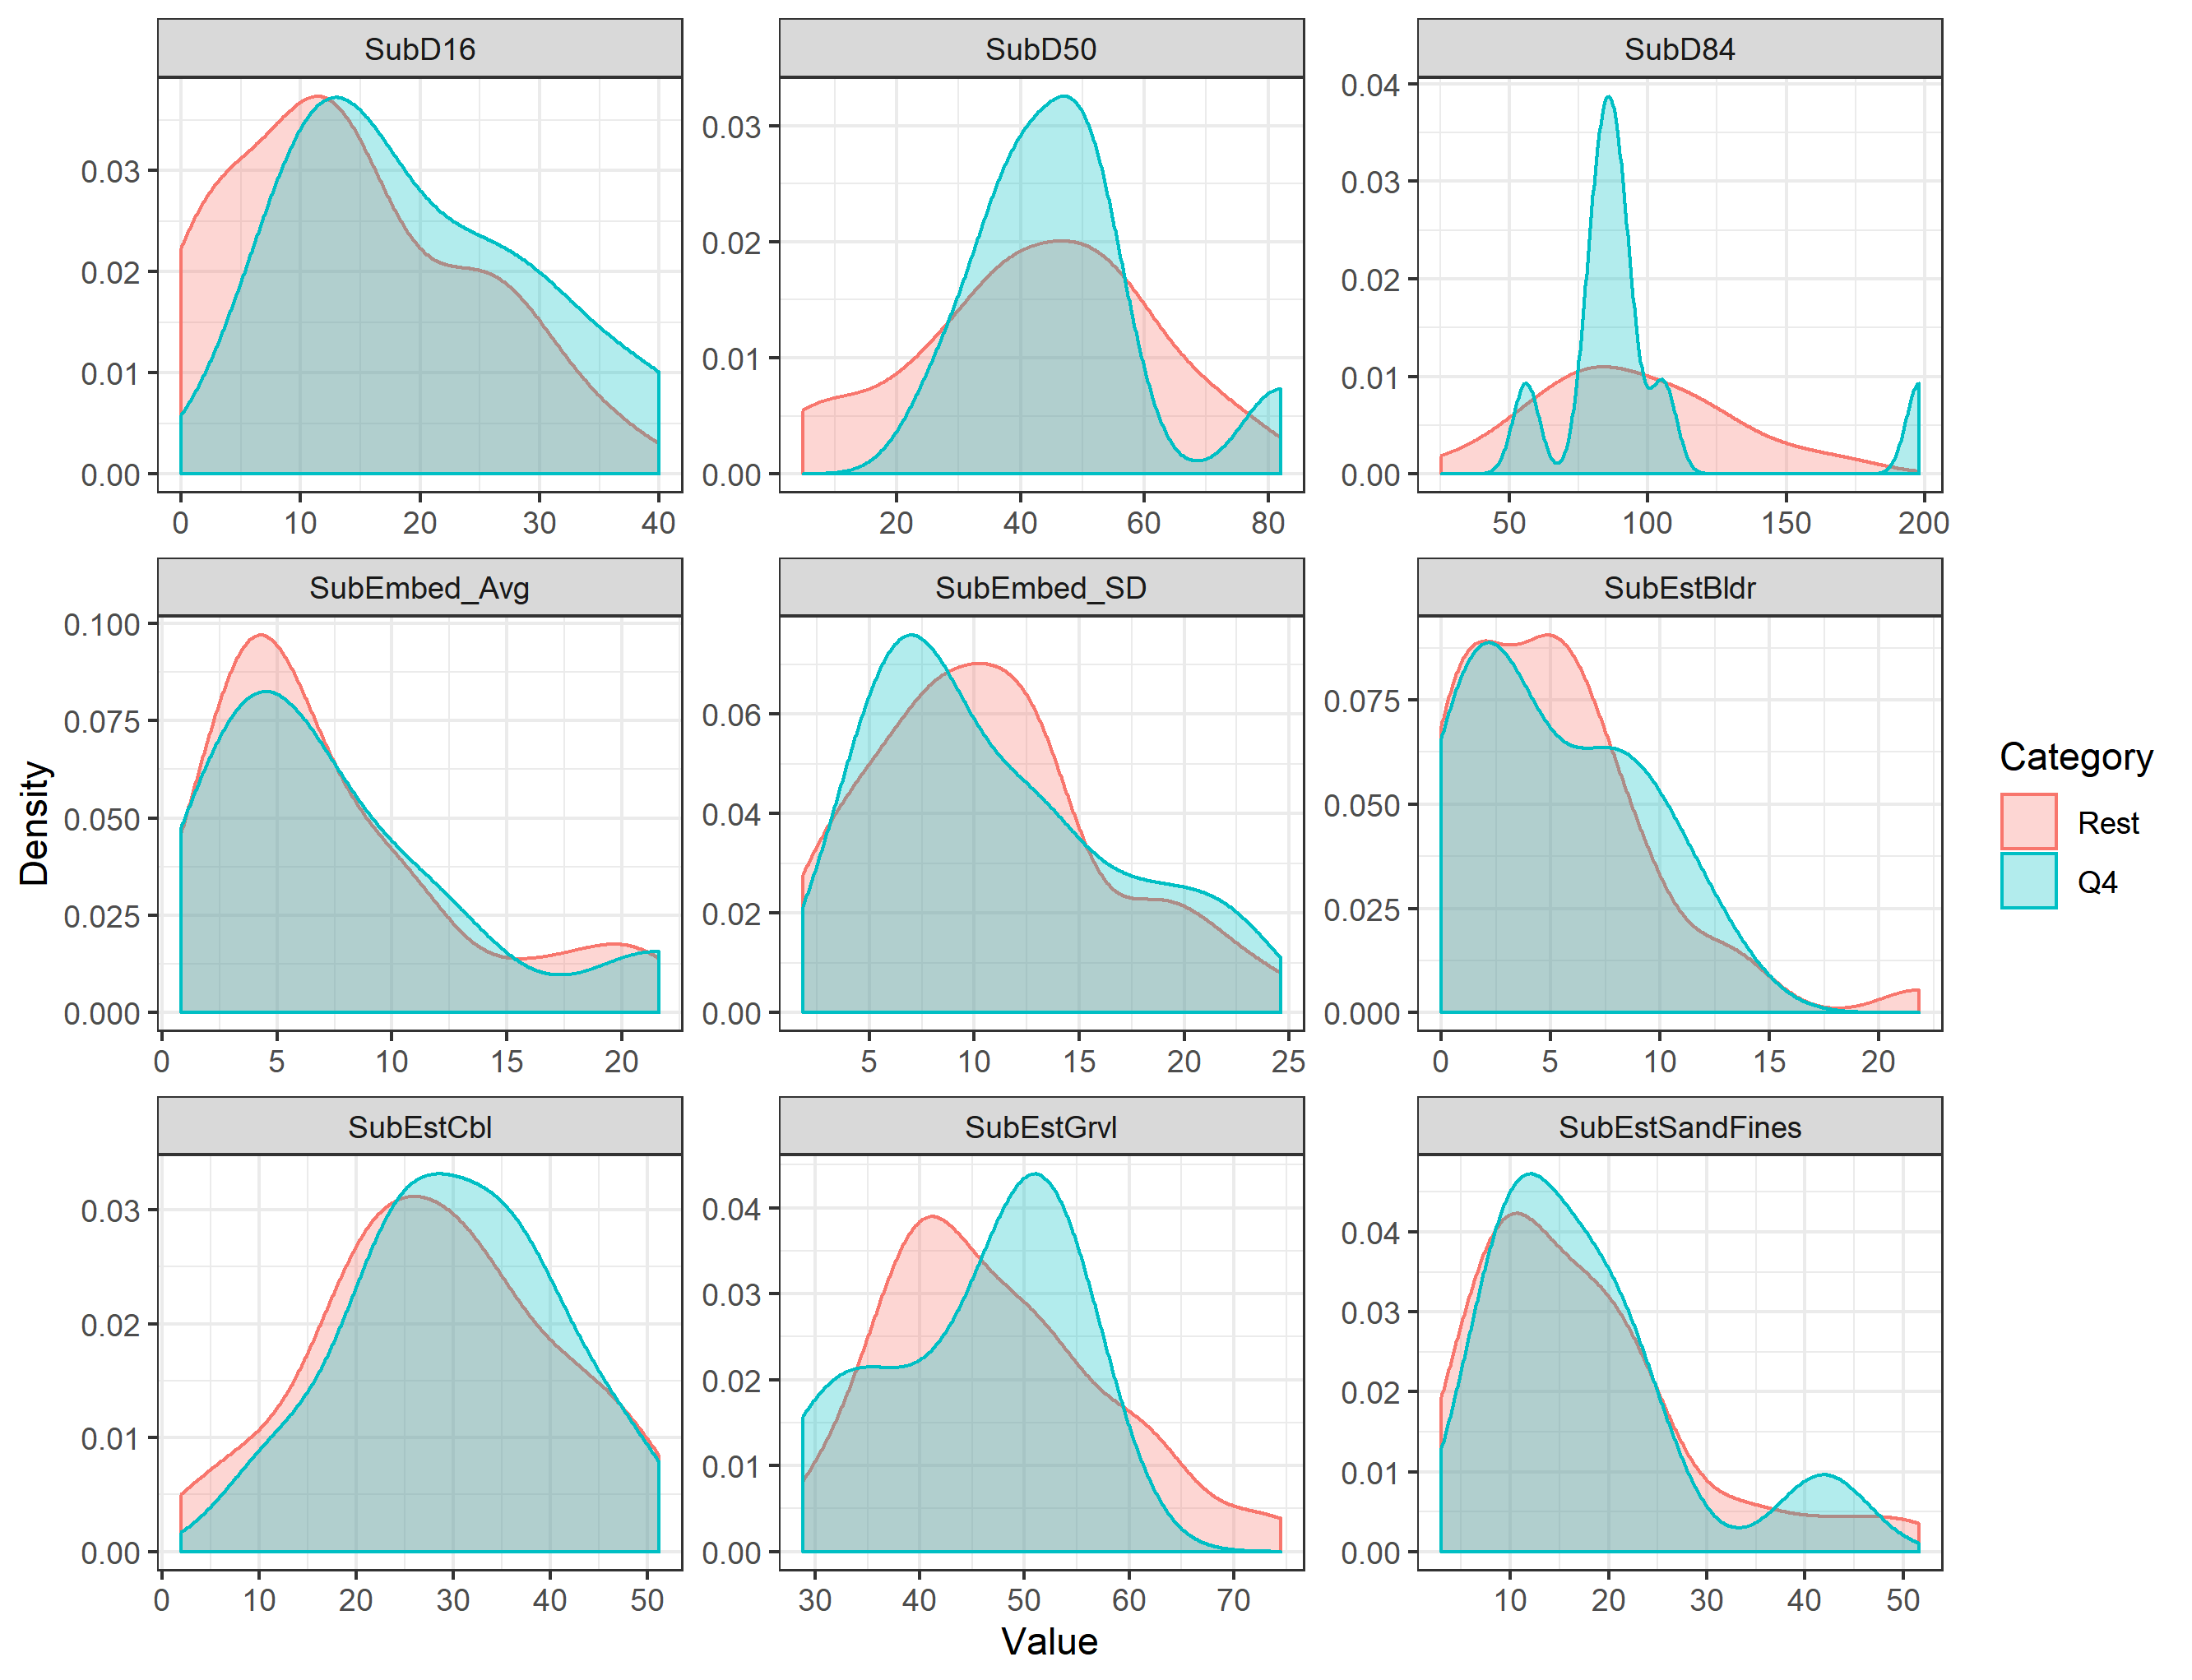 SubD16 SubD50 SubD84
0.04
0.03 0.03 0.03
0.02 0.02 0.02
0.01 0.01 0.01
0.00 0.00 0.00
0 10 20 30 40 20 40 60 80 50 100 150 200
SubEmbed_Avg SubEmbed_SD SubEstBldr
0.100
0.075 0.06 0.075
0.050 0.04 0.050
0.025 0.02 0.025
0.000 0.00 0.000
0 5 10 15 20 5 10 15 20 25 0 5 10 15 20
SubEstCbl SubEstGrvl SubEstSandFines
0.04 0.04
0.03 0.03 0.03
0.02 0.02 0.02
0.01 0.01 0.01
0.00 0.00 0.00
0 10 20 30 40 50 30 40 50 60 70 10 20 30 40 50
Value
Density
Category
Rest
Q4